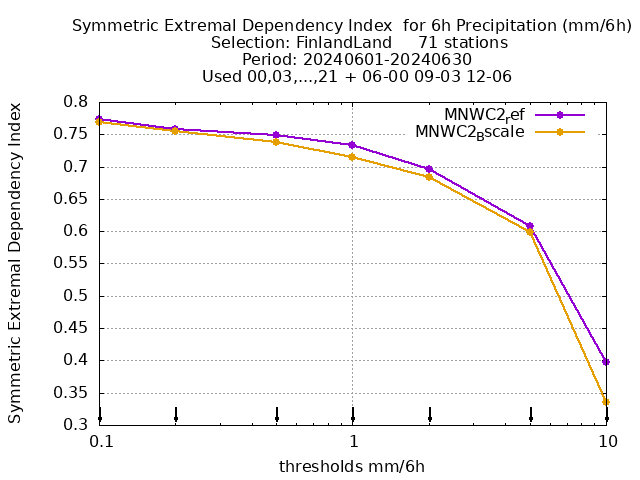 Symmetric Extremal Dependency Index  for 6h Precipitation (mm/6h)
Selection: FinlandLand     71 stations
Period: 20240601-20240630
Used 00,03,...,21 + 06-00 09-03 12-06
MNWC2ref
MNWC2Bscale
Symmetric Extremal Dependency Index
0.8
0.75
0.7
0.65
0.6
0.55
0.5
0.45
0.4
0.35
0.3
0.1 1 10
thresholds mm/6h